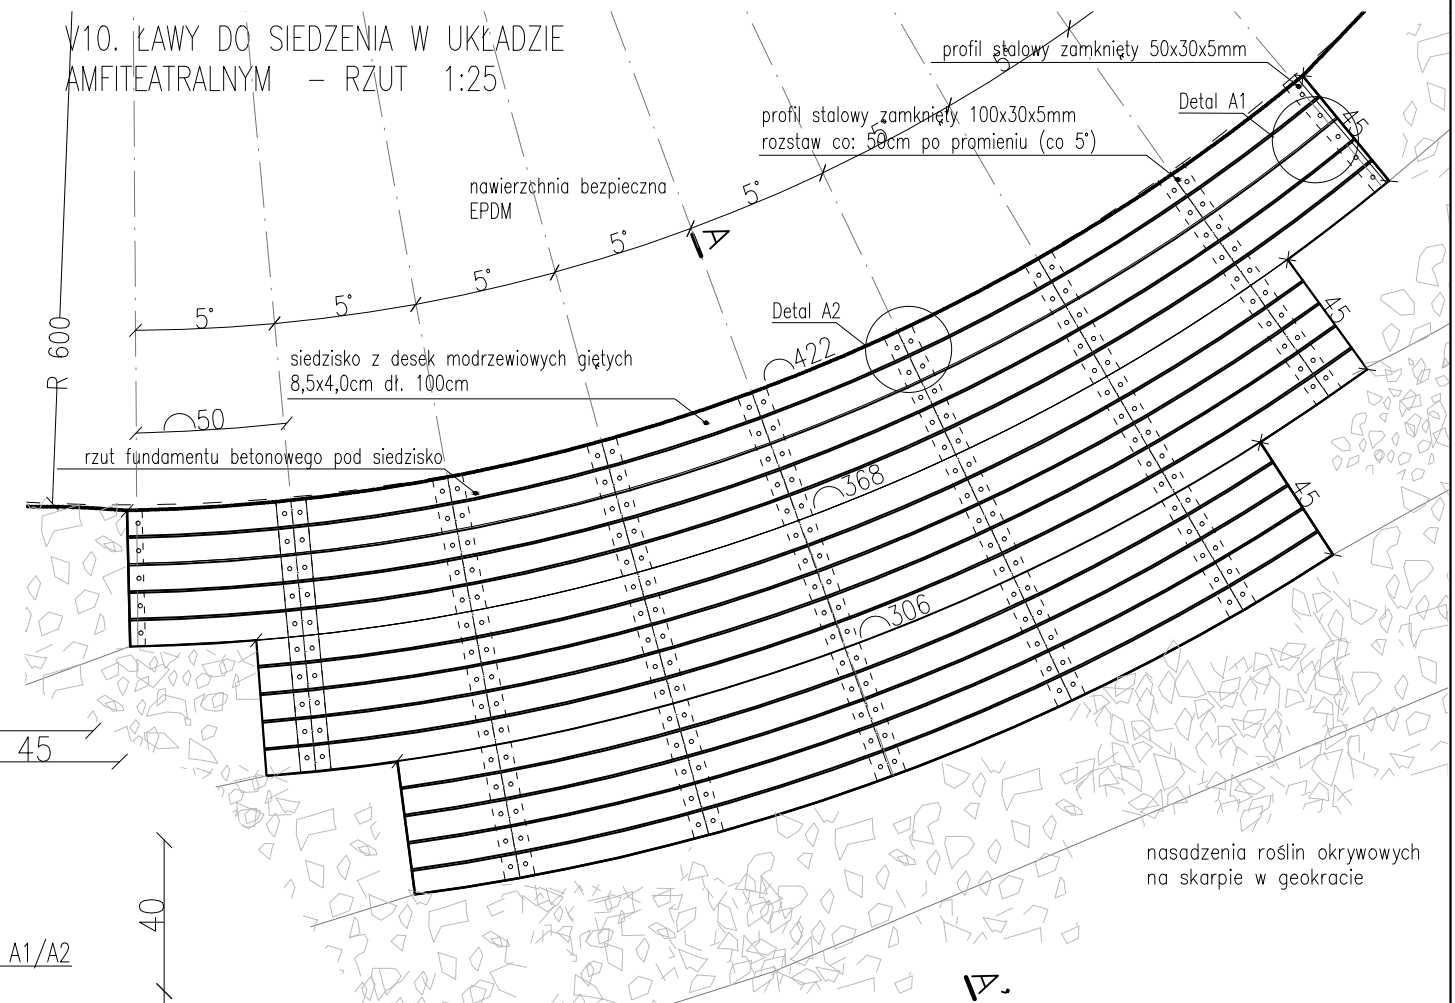 V10. ŁAWY DO SIEDZENIA W UKŁADZIE
AMFITEATRALNYM – RZUT 1:25
profil stalowy zamknięty 50x30x5mm
5°
Detal A1
45
profil stalowy zamknięty 100x30x5mm
5°
rozstaw co: 50cm po promieniu (co 5°)
nawierzchnia bezpieczna
EPDM
5°
5°
A
5°
5°
5°
Detal A2
45
R 600
422
siedzisko z desek modrzewiowych giętych
8,5x4,0cm dł. 100cm
50
rzut fundamentu betonowego pod siedzisko
368
45
306
45
nasadzenia roślin okrywowych
na skarpie w geokracie
40
A1/A2
A